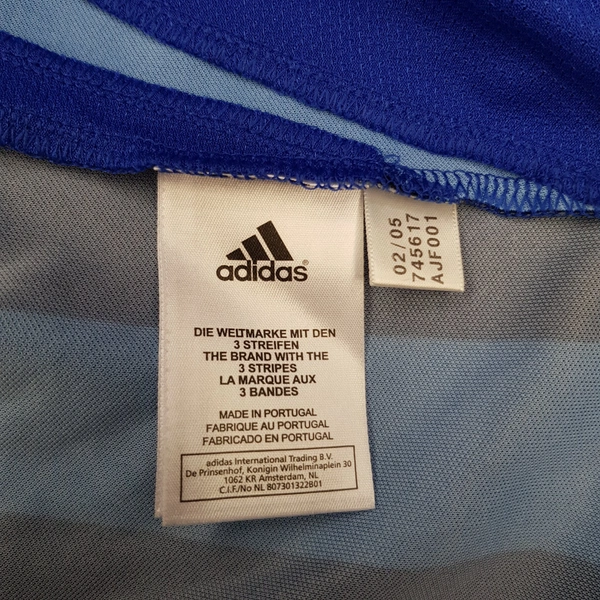 adidas®
DIE WELTMARKE MIT DEN
3 STREIFEN
THE BRAND WITH THE
3 STRIPES
LA MARQUE AUX
3 BANDES
MADE IN PORTUGAL
FABRIQUE AU PORTUGAL
FABRICADO EN PORTUGAL
adidas International Trading B.V.
De Prinsenhof, Konigin Wilhelminaplein 30
1062 KR Amsterdam, NL
C.I.F./No NL 807301322B01
02/05
745617
AJF001